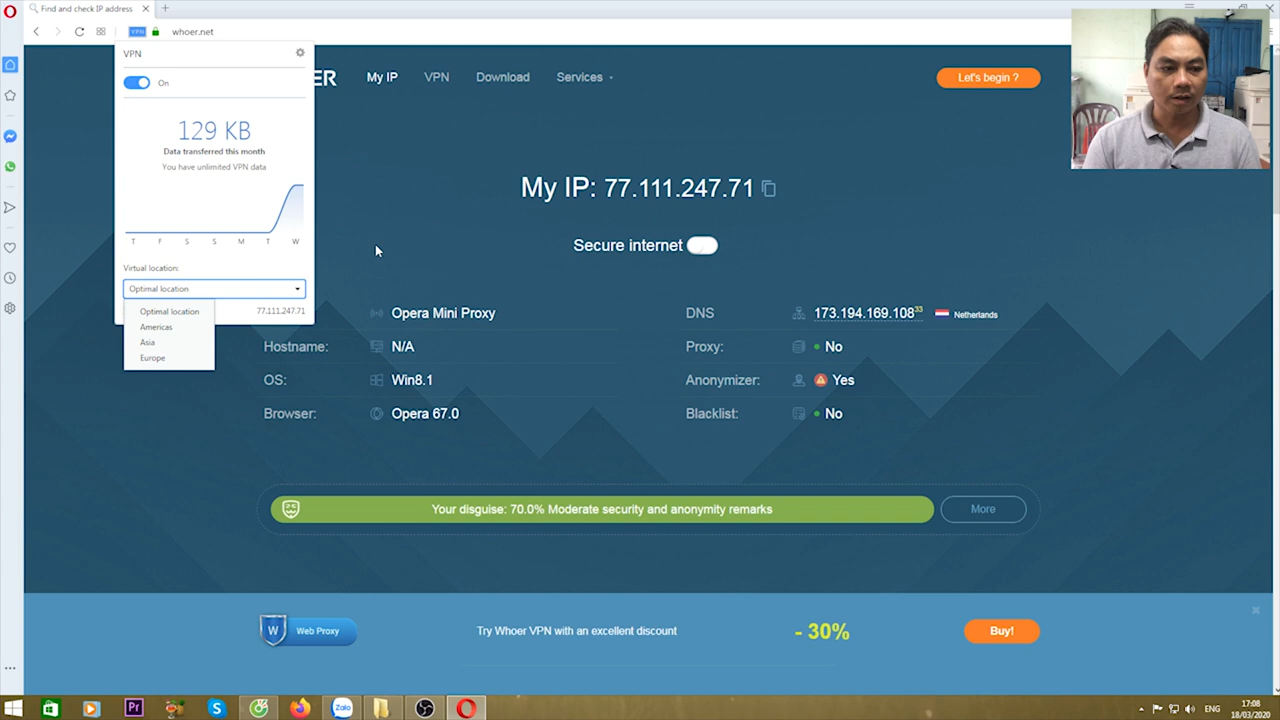 Find and check IP address
VPN
whoer.net
VPN
On
129 KB
Data transferred this month
You have unlimited VPN data
T F S S M T W
Virtual location:
Optimal location
77.111.247.71
Optimal location
Americas
Asia
Europe
ER
My IP
VPN
Download
Services
Let's begin ?
My IP: 77.111.247.71
Secure internet
Opera Mini Proxy
Hostname: N/A
OS: Win8.1
Browser: Opera 67.0
DNS 173.194.169.108 33 Netherlands
Proxy: No
Anonymizer: Yes
Blacklist: No
Your disguise: 70.0% Moderate security and anonymity remarks
More
W Web Proxy
Try Whoer VPN with an excellent discount
- 30%
Buy!
Pr
S
Zalo
ENG
17:08
18/03/2020